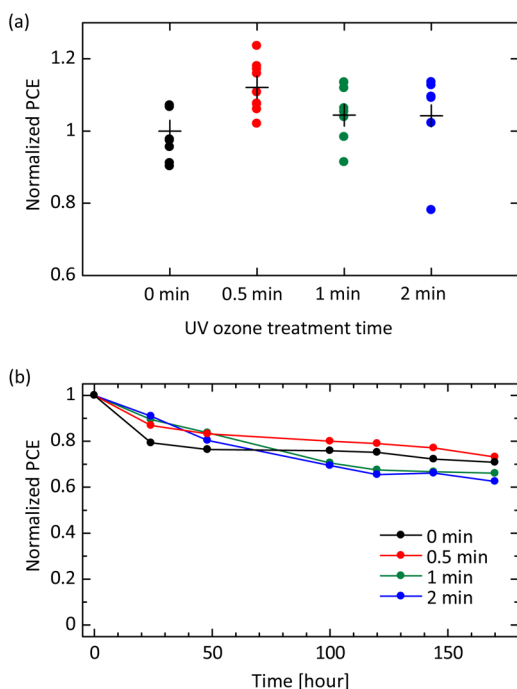 (a)
Normalized PCE
1.2
1
0.8
0.6
0 min
0.5 min
1 min
2 min
UV ozone treatment time
(b)
Normalized PCE
1
0.8
0.6
0.4
0.2
0
0 min
0.5 min
1 min
2 min
0
50
100
150
Time [hour]